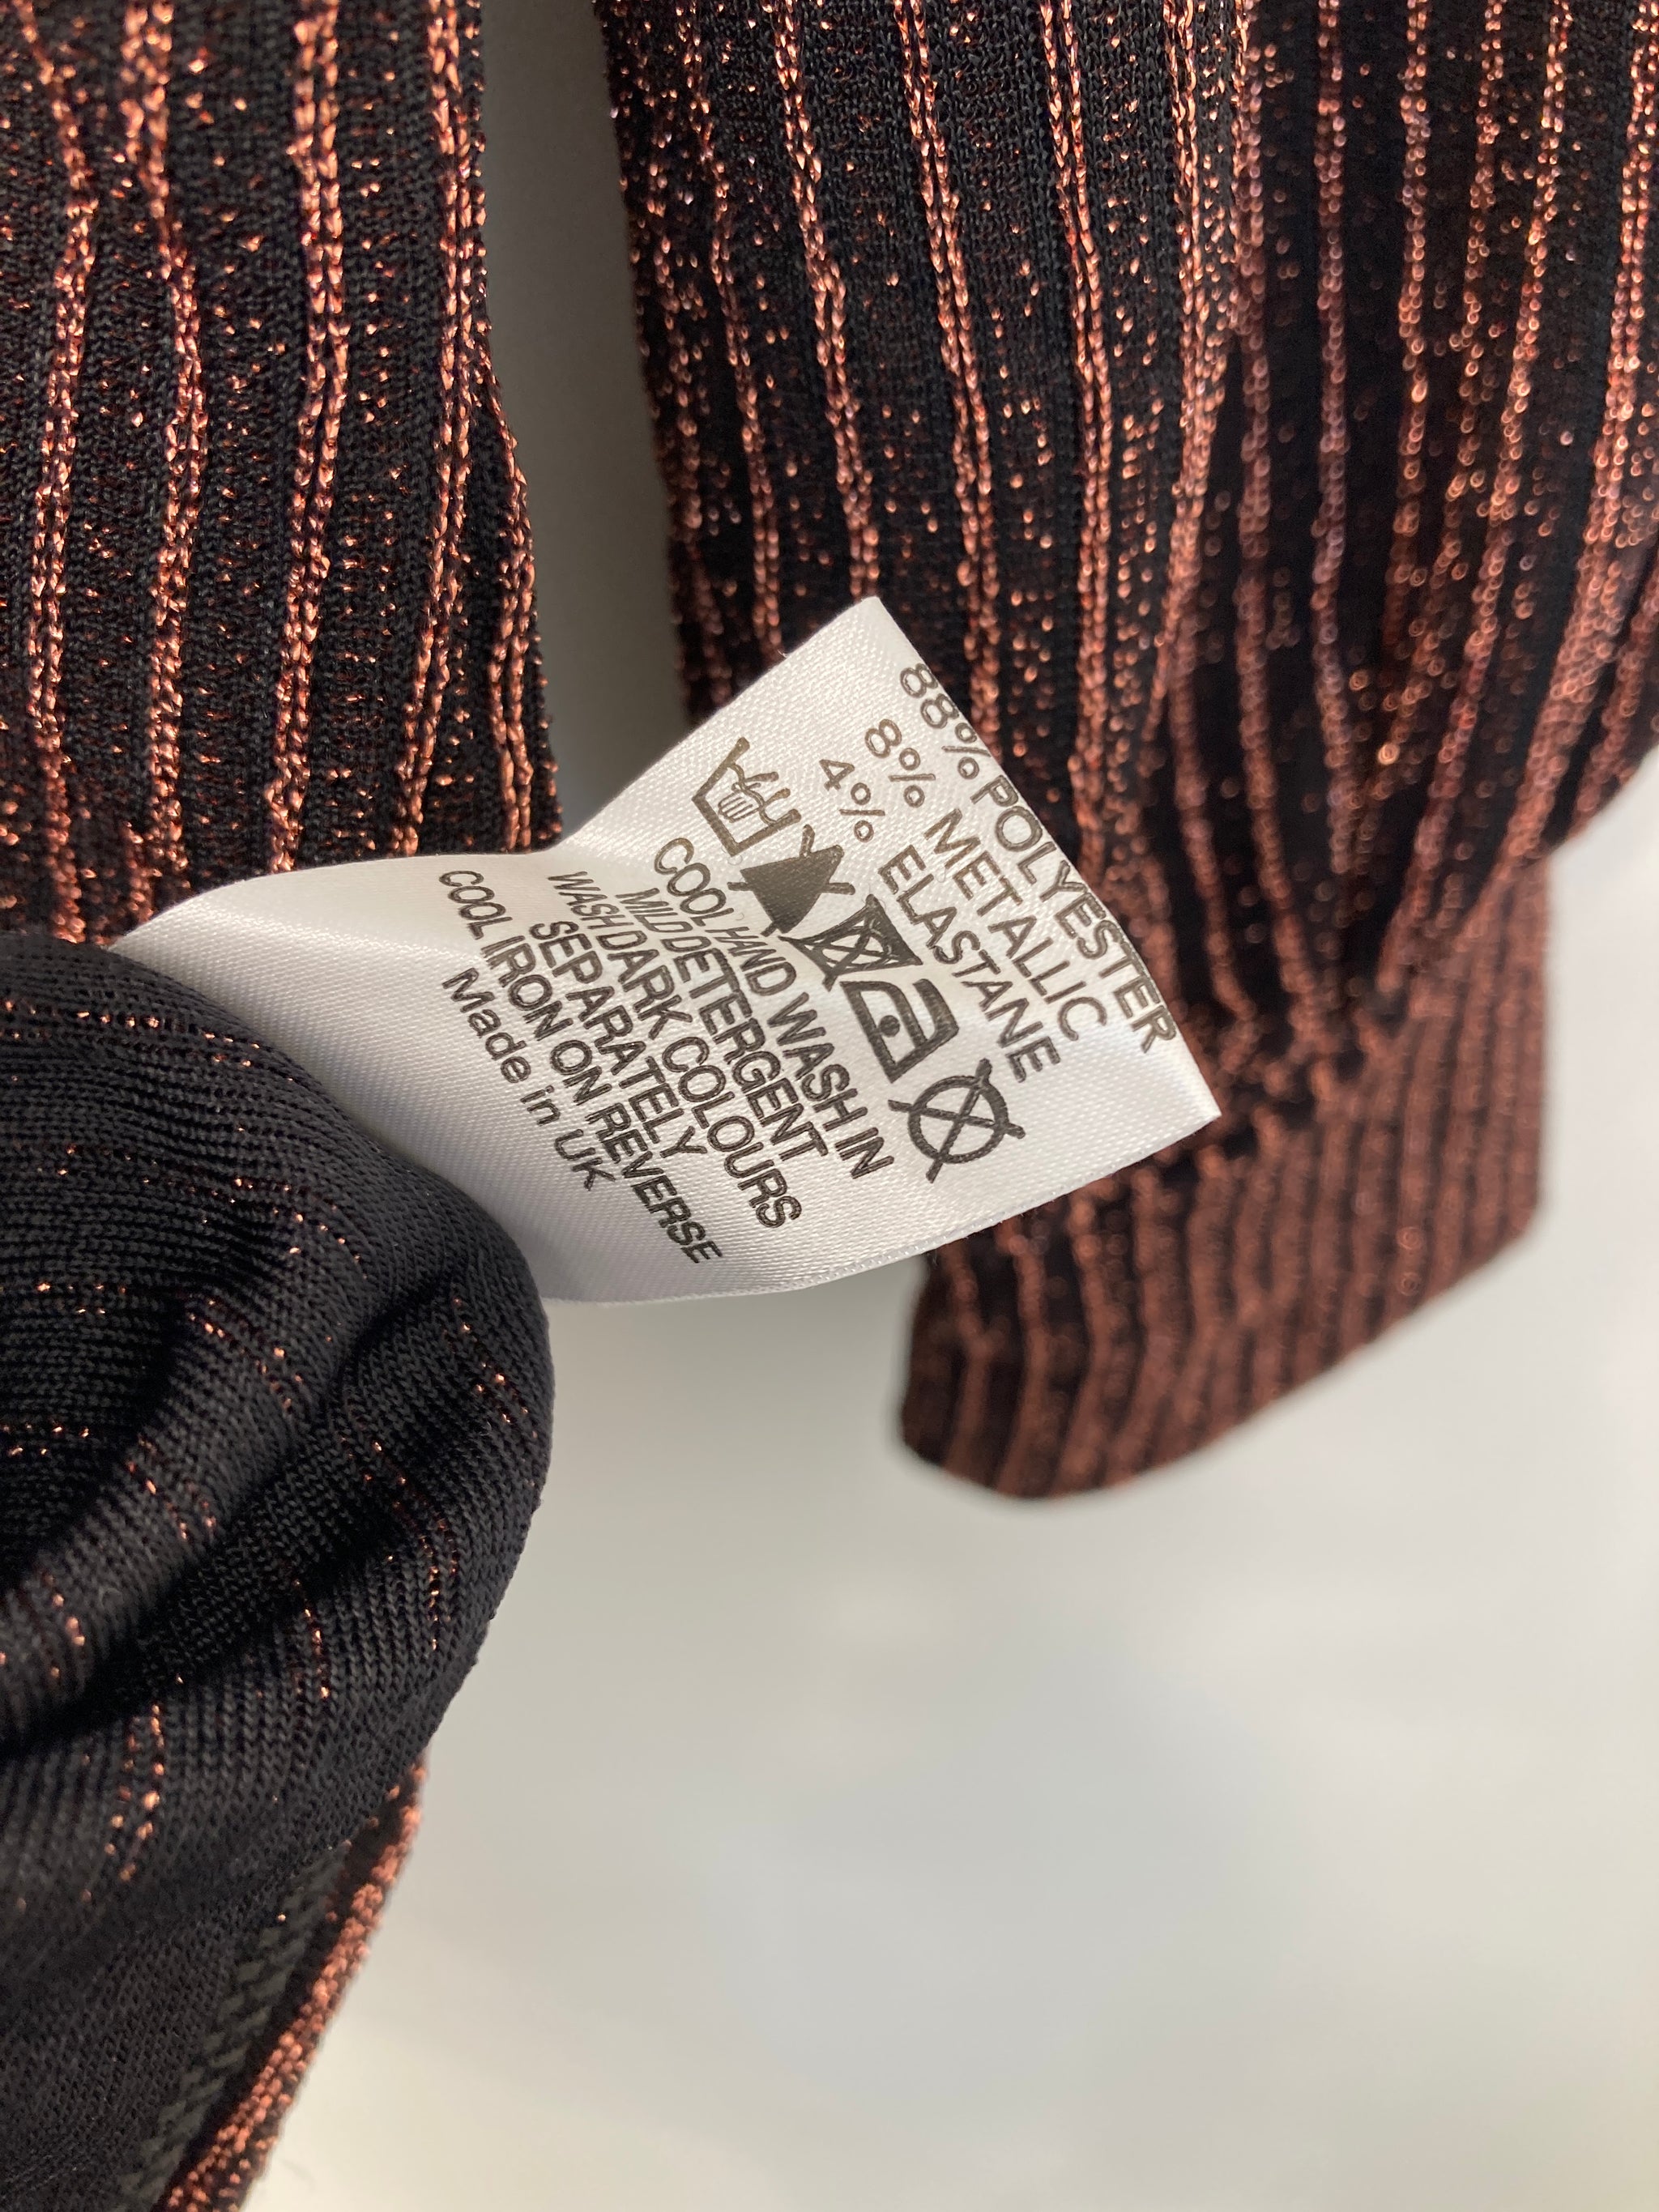 88% POLYESTER
8% METALLIC
4% ELASTANE
COOL HAND WASH IN
MILD DETERGENT
WASH DARK COLOURS
SEPARATELY
COOL IRON ON REVERSE
Made in UK